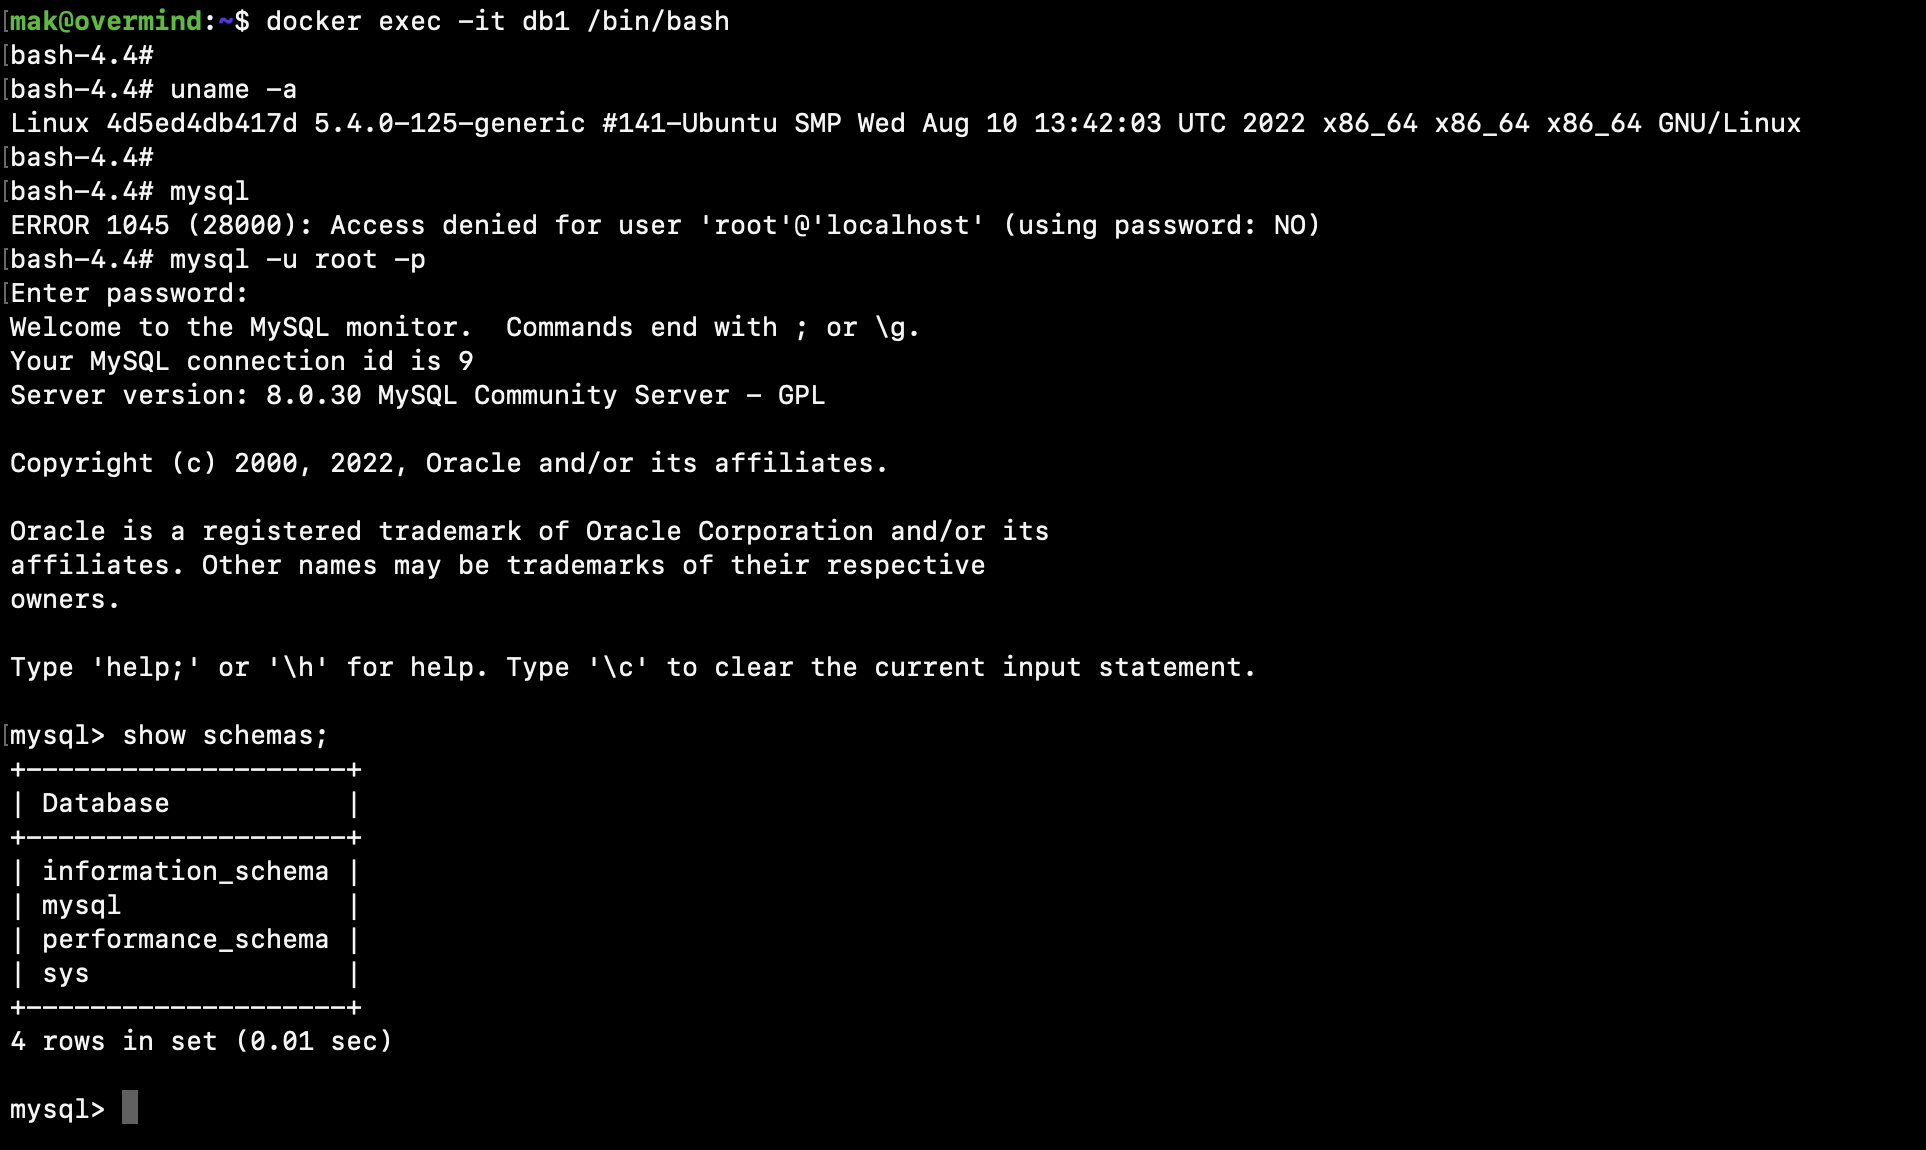 mak@overmind:~$ docker exec -it db1 /bin/bash
bash-4.4#
bash-4.4# uname -a
Linux 4d5ed4db417d 5.4.0-125-generic #141-Ubuntu SMP Wed Aug 10 13:42:03 UTC 2022 x86_64 x86_64 x86_64 GNU/Linux
bash-4.4#
bash-4.4# mysql
ERROR 1045 (28000): Access denied for user 'root'@'localhost' (using password: NO)
bash-4.4# mysql -u root -p
Enter password:
Welcome to the MySQL monitor.  Commands end with ; or \g.
Your MySQL connection id is 9
Server version: 8.0.30 MySQL Community Server - GPL

Copyright (c) 2000, 2022, Oracle and/or its affiliates.

Oracle is a registered trademark of Oracle Corporation and/or its
affiliates. Other names may be trademarks of their respective
owners.

Type 'help;' or '\h' for help. Type '\c' to clear the current input statement.

mysql> show schemas;
+--------------------+
| Database           |
+--------------------+
| information_schema |
| mysql              |
| performance_schema |
| sys                |
+--------------------+
4 rows in set (0.01 sec)

mysql>